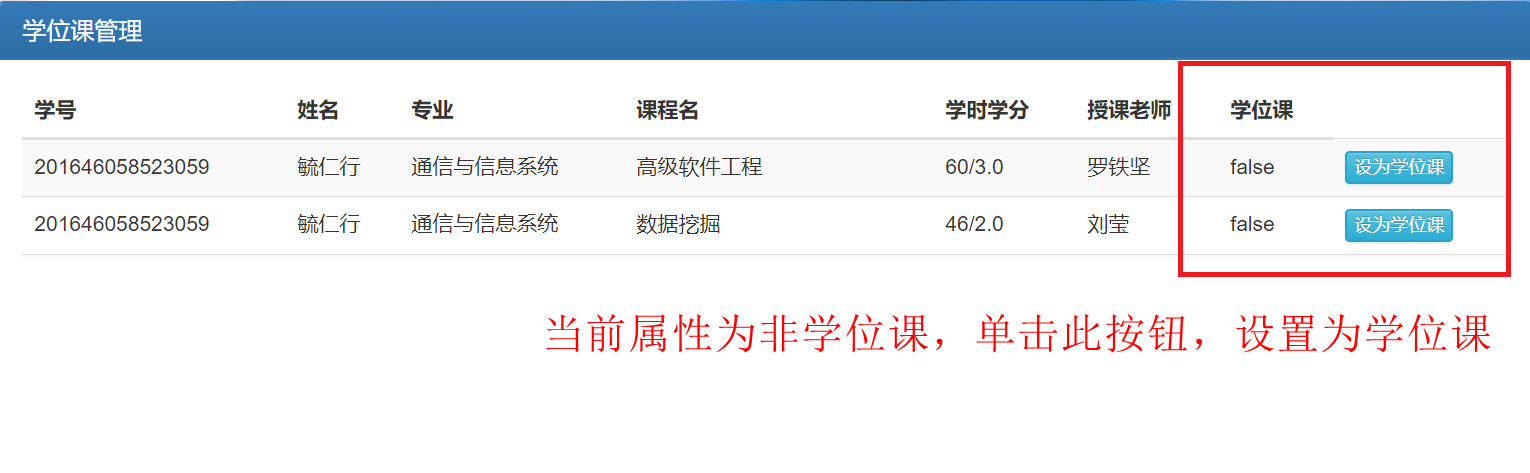 学位课管理
学号 姓名 专业 课程名 学时学分 授课老师 学位课
201646058523059 毓仁行 通信与信息系统 高级软件工程 60/3.0 罗铁坚 false 设为学位课
201646058523059 毓仁行 通信与信息系统 数据挖掘 46/2.0 刘莹 false 设为学位课
当前属性为非学位课，单击此按钮，设置为学位课